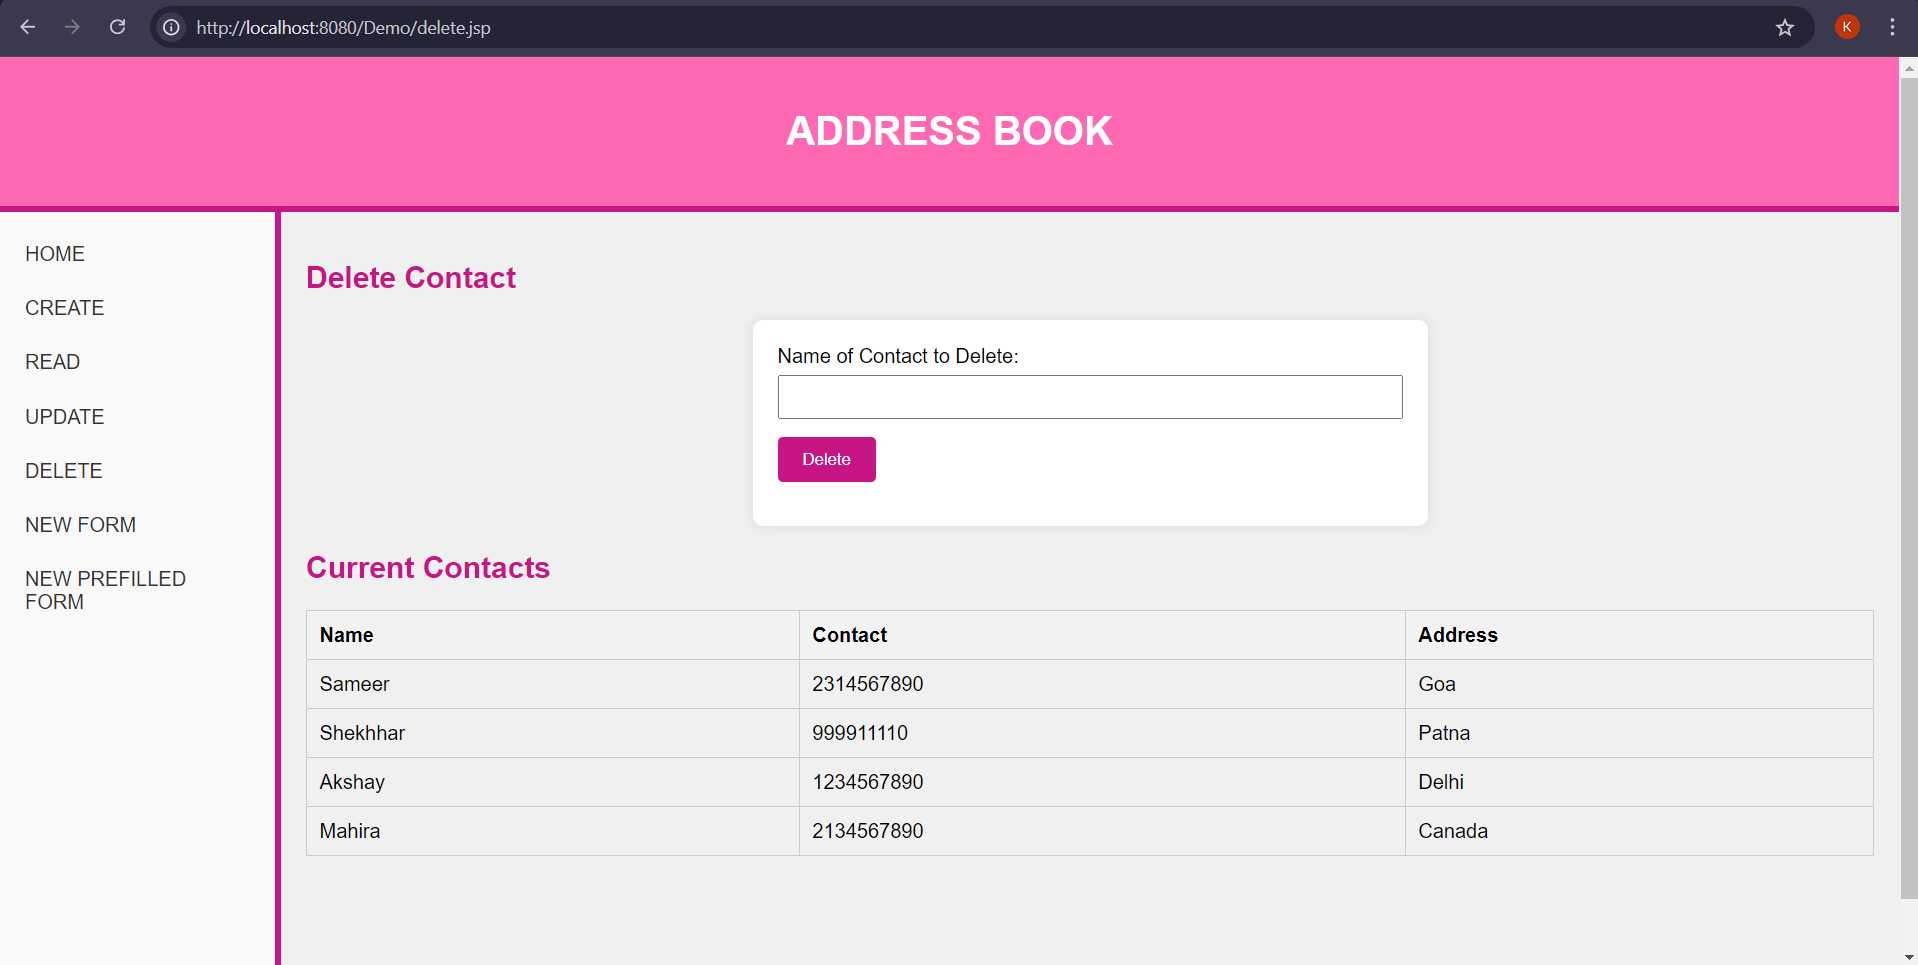 http://localhost:8080/Demo/delete.jsp
K
ADDRESS BOOK
HOME
CREATE
READ
UPDATE
DELETE
NEW FORM
NEW PREFILLED
FORM
Delete Contact
Name of Contact to Delete:
Delete
Current Contacts
Name Contact Address
Sameer 2314567890 Goa
Shekhhar 999911110 Patna
Akshay 1234567890 Delhi
Mahira 2134567890 Canada